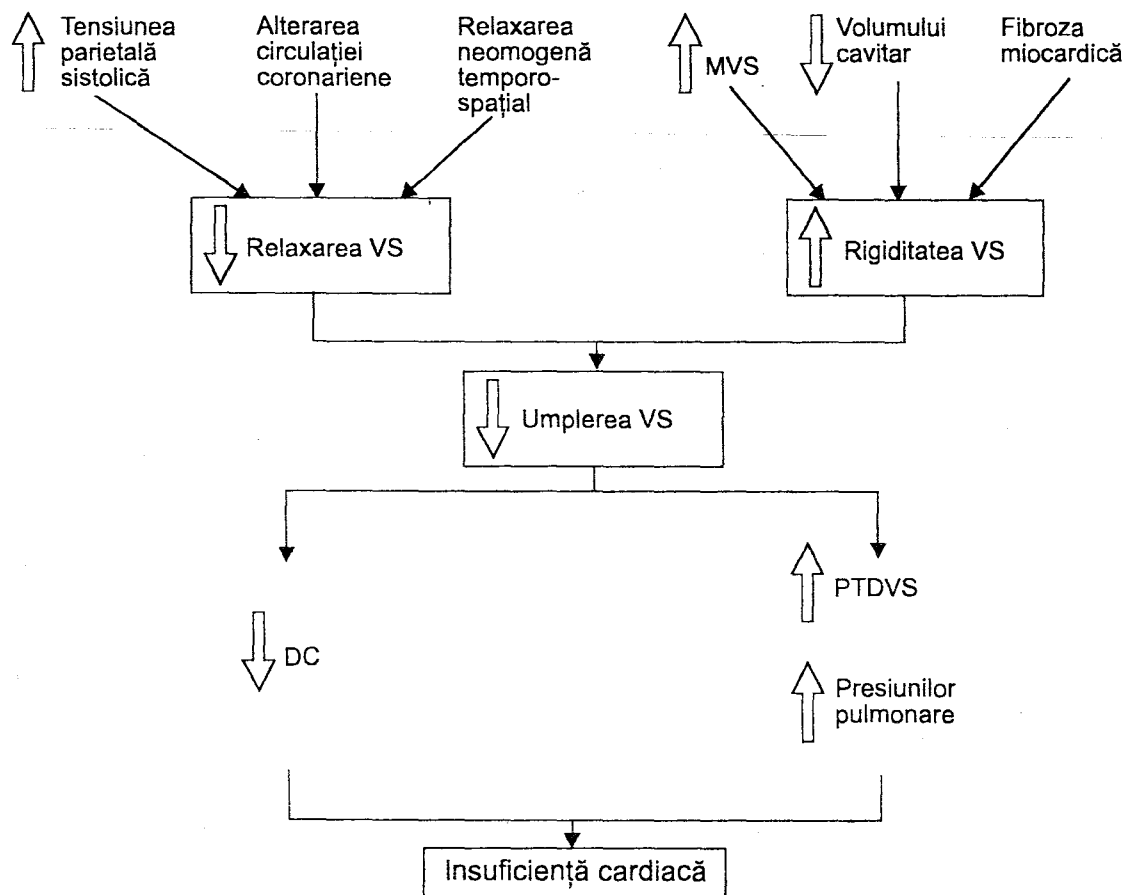 Tensiunea
parietală
sistolică
Alterarea
circulației
coronariene
Relaxarea
neomogenă
temporo-
spațial
MVS
Volumului
cavitar
Fibroza
miocardică
Relaxarea VS
Rigiditatea VS
Umplerea VS
DC
PTDVS
Presiunilor
pulmonare
Insuficiență cardiacă